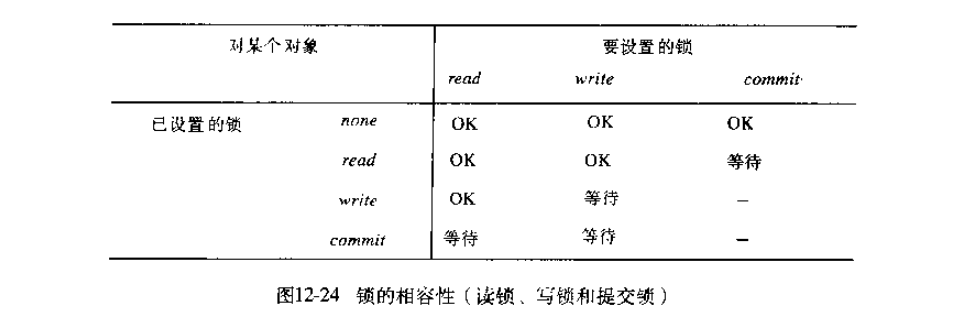 对某个对象 要设置的锁
read write commit
已设置的锁 none OK OK OK
read OK OK 等待
write OK 等待 –
commit 等待 等待 –
图12-24 锁的相容性（读锁、写锁和提交锁）